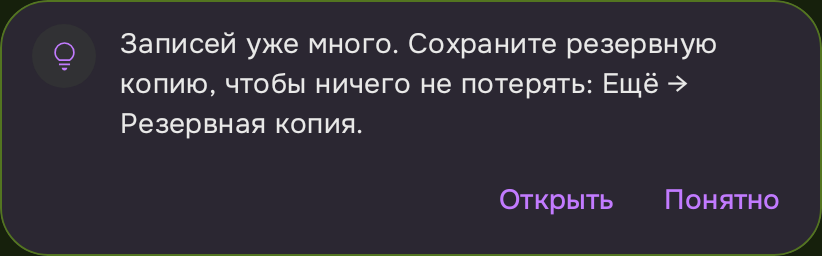 Записей уже много. Сохраните резервную
копию, чтобы ничего не потерять: Ещё →
Резервная копия.
Открыть Понятно